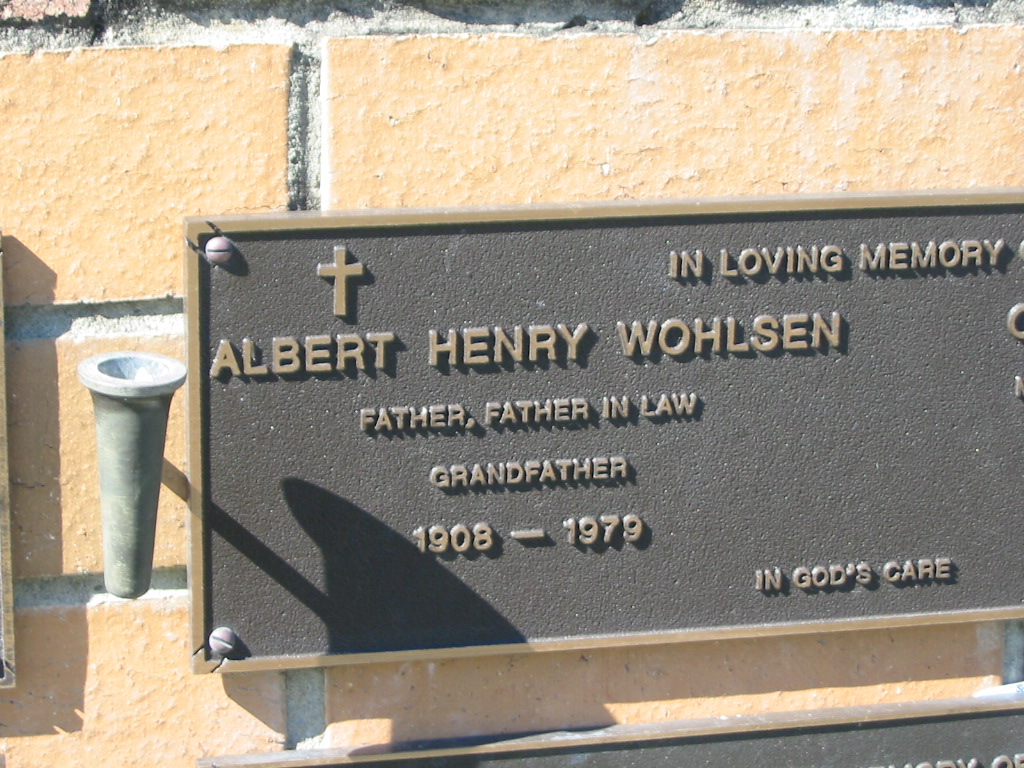 IN LOVING MEMORY
ALBERT HENRY WOHLSEN
FATHER, FATHER IN LAW
GRANDFATHER
1908 — 1979
IN GOD'S CARE